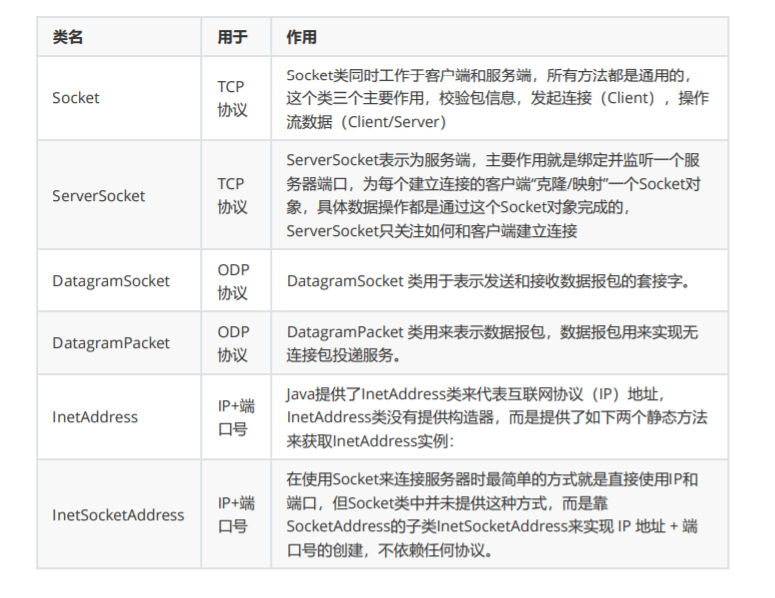 类名 用于 作用
Socket
TCP
协议
Socket类同时工作于客户端和服务端，所有方法都是通用的，
这个类三个主要作用，校验包信息，发起连接（Client），操作
流数据（Client/Server）
ServerSocket
TCP
协议
ServerSocket表示为服务端，主要作用就是绑定并监听一个服
务器端口，为每个建立连接的客户端“克隆/映射”一个Socket对
象，具体数据操作都是通过这个Socket对象完成的，
ServerSocket只关注如何和客户端建立连接
DatagramSocket
ODP
协议
DatagramSocket 类用于表示发送和接收数据报包的套接字。
DatagramPacket
ODP
协议
DatagramPacket 类用来表示数据报包，数据报包用来实现无
连接包投递服务。
InetAddress
IP+端
口号
Java提供了InetAddress类来代表互联网协议（IP）地址，
InetAddress类没有提供构造器，而是提供了如下两个静态方法
来获取InetAddress实例：
InetSocketAddress
IP+端
口号
在使用Socket来连接服务器时最简单的方式就是直接使用IP和
端口，但Socket类中并未提供这种方式，而是靠
SocketAddress的子类InetSocketAddress来实现 IP 地址 + 端
口号的创建，不依赖任何协议。